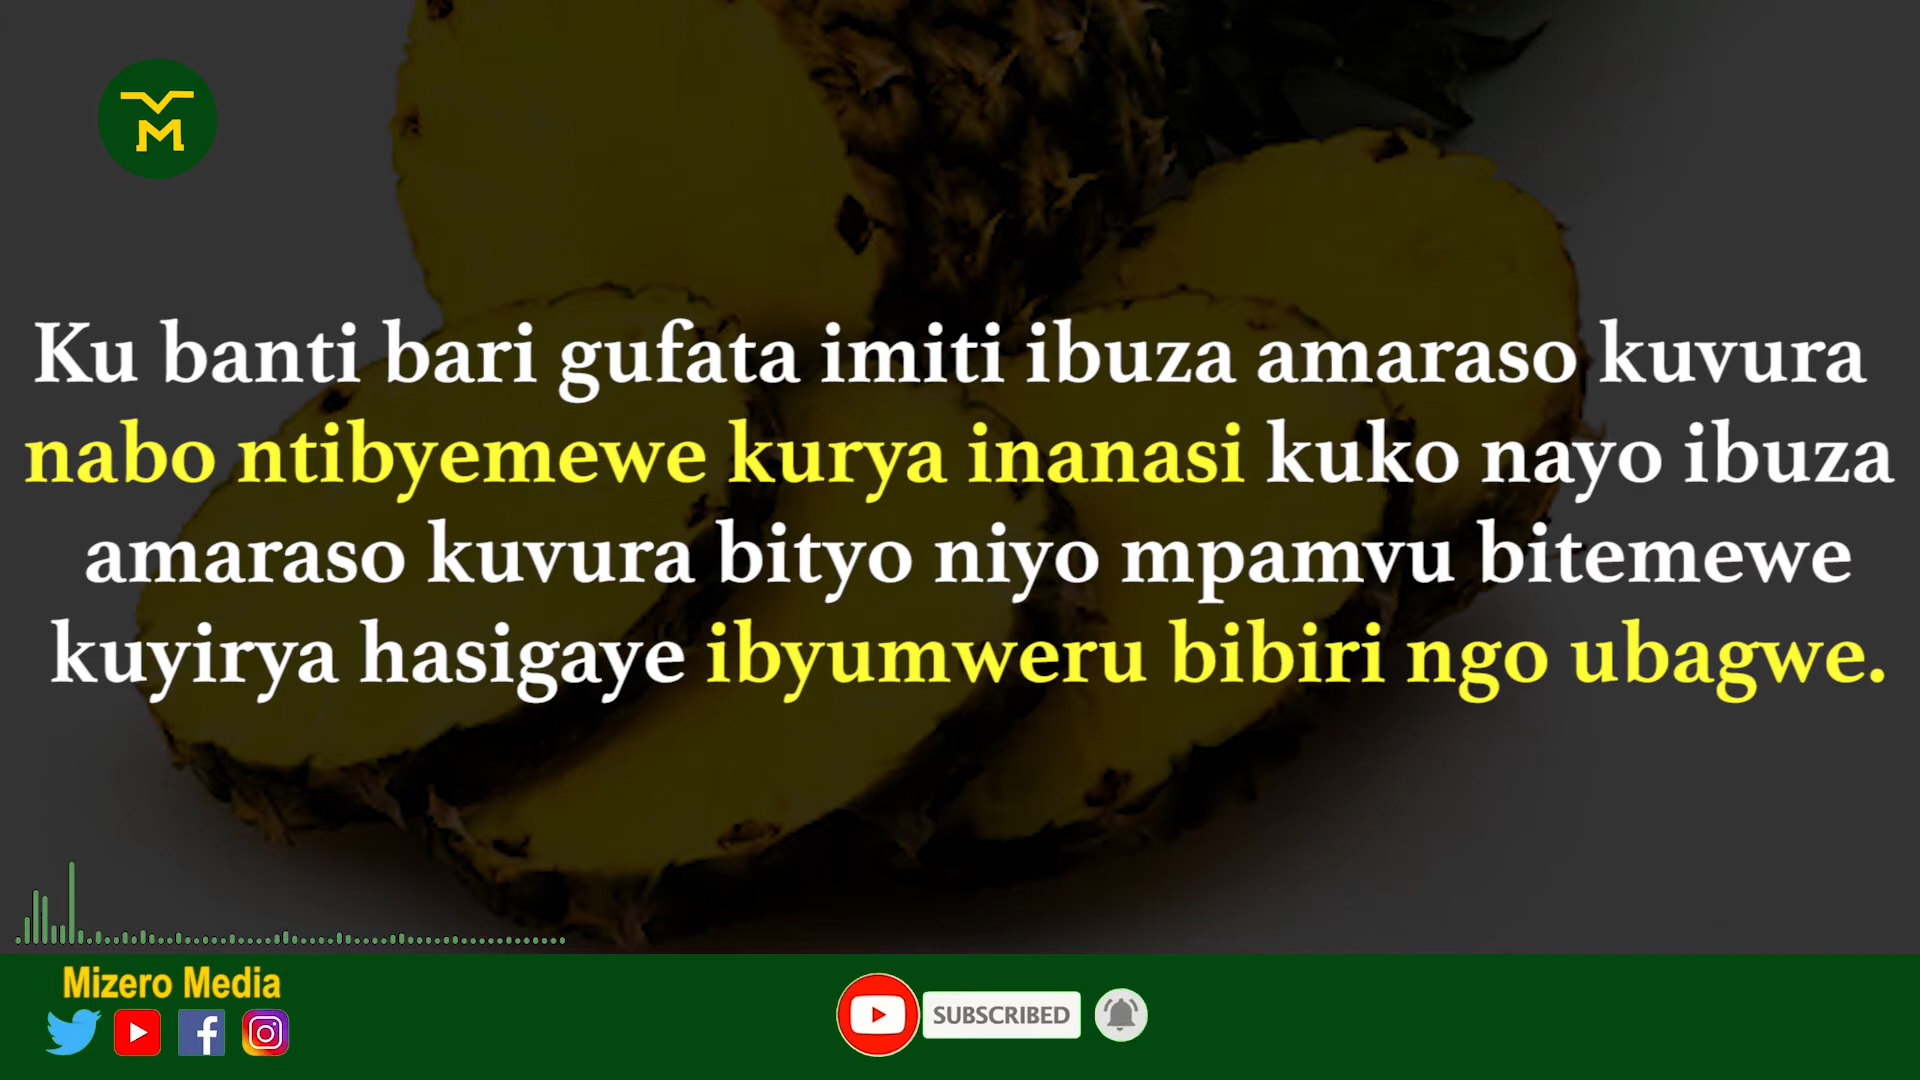 Ku banti bari gufata imiti ibuza amaraso kuvura
nabo ntibyemewe kurya inanasi kuko nayo ibuza
amaraso kuvura bityo niyo mpamvu bitemewe
kuyirya hasigaye ibyumweru bibiri ngo ubagwe.
Mizero Media
SUBSCRIBED